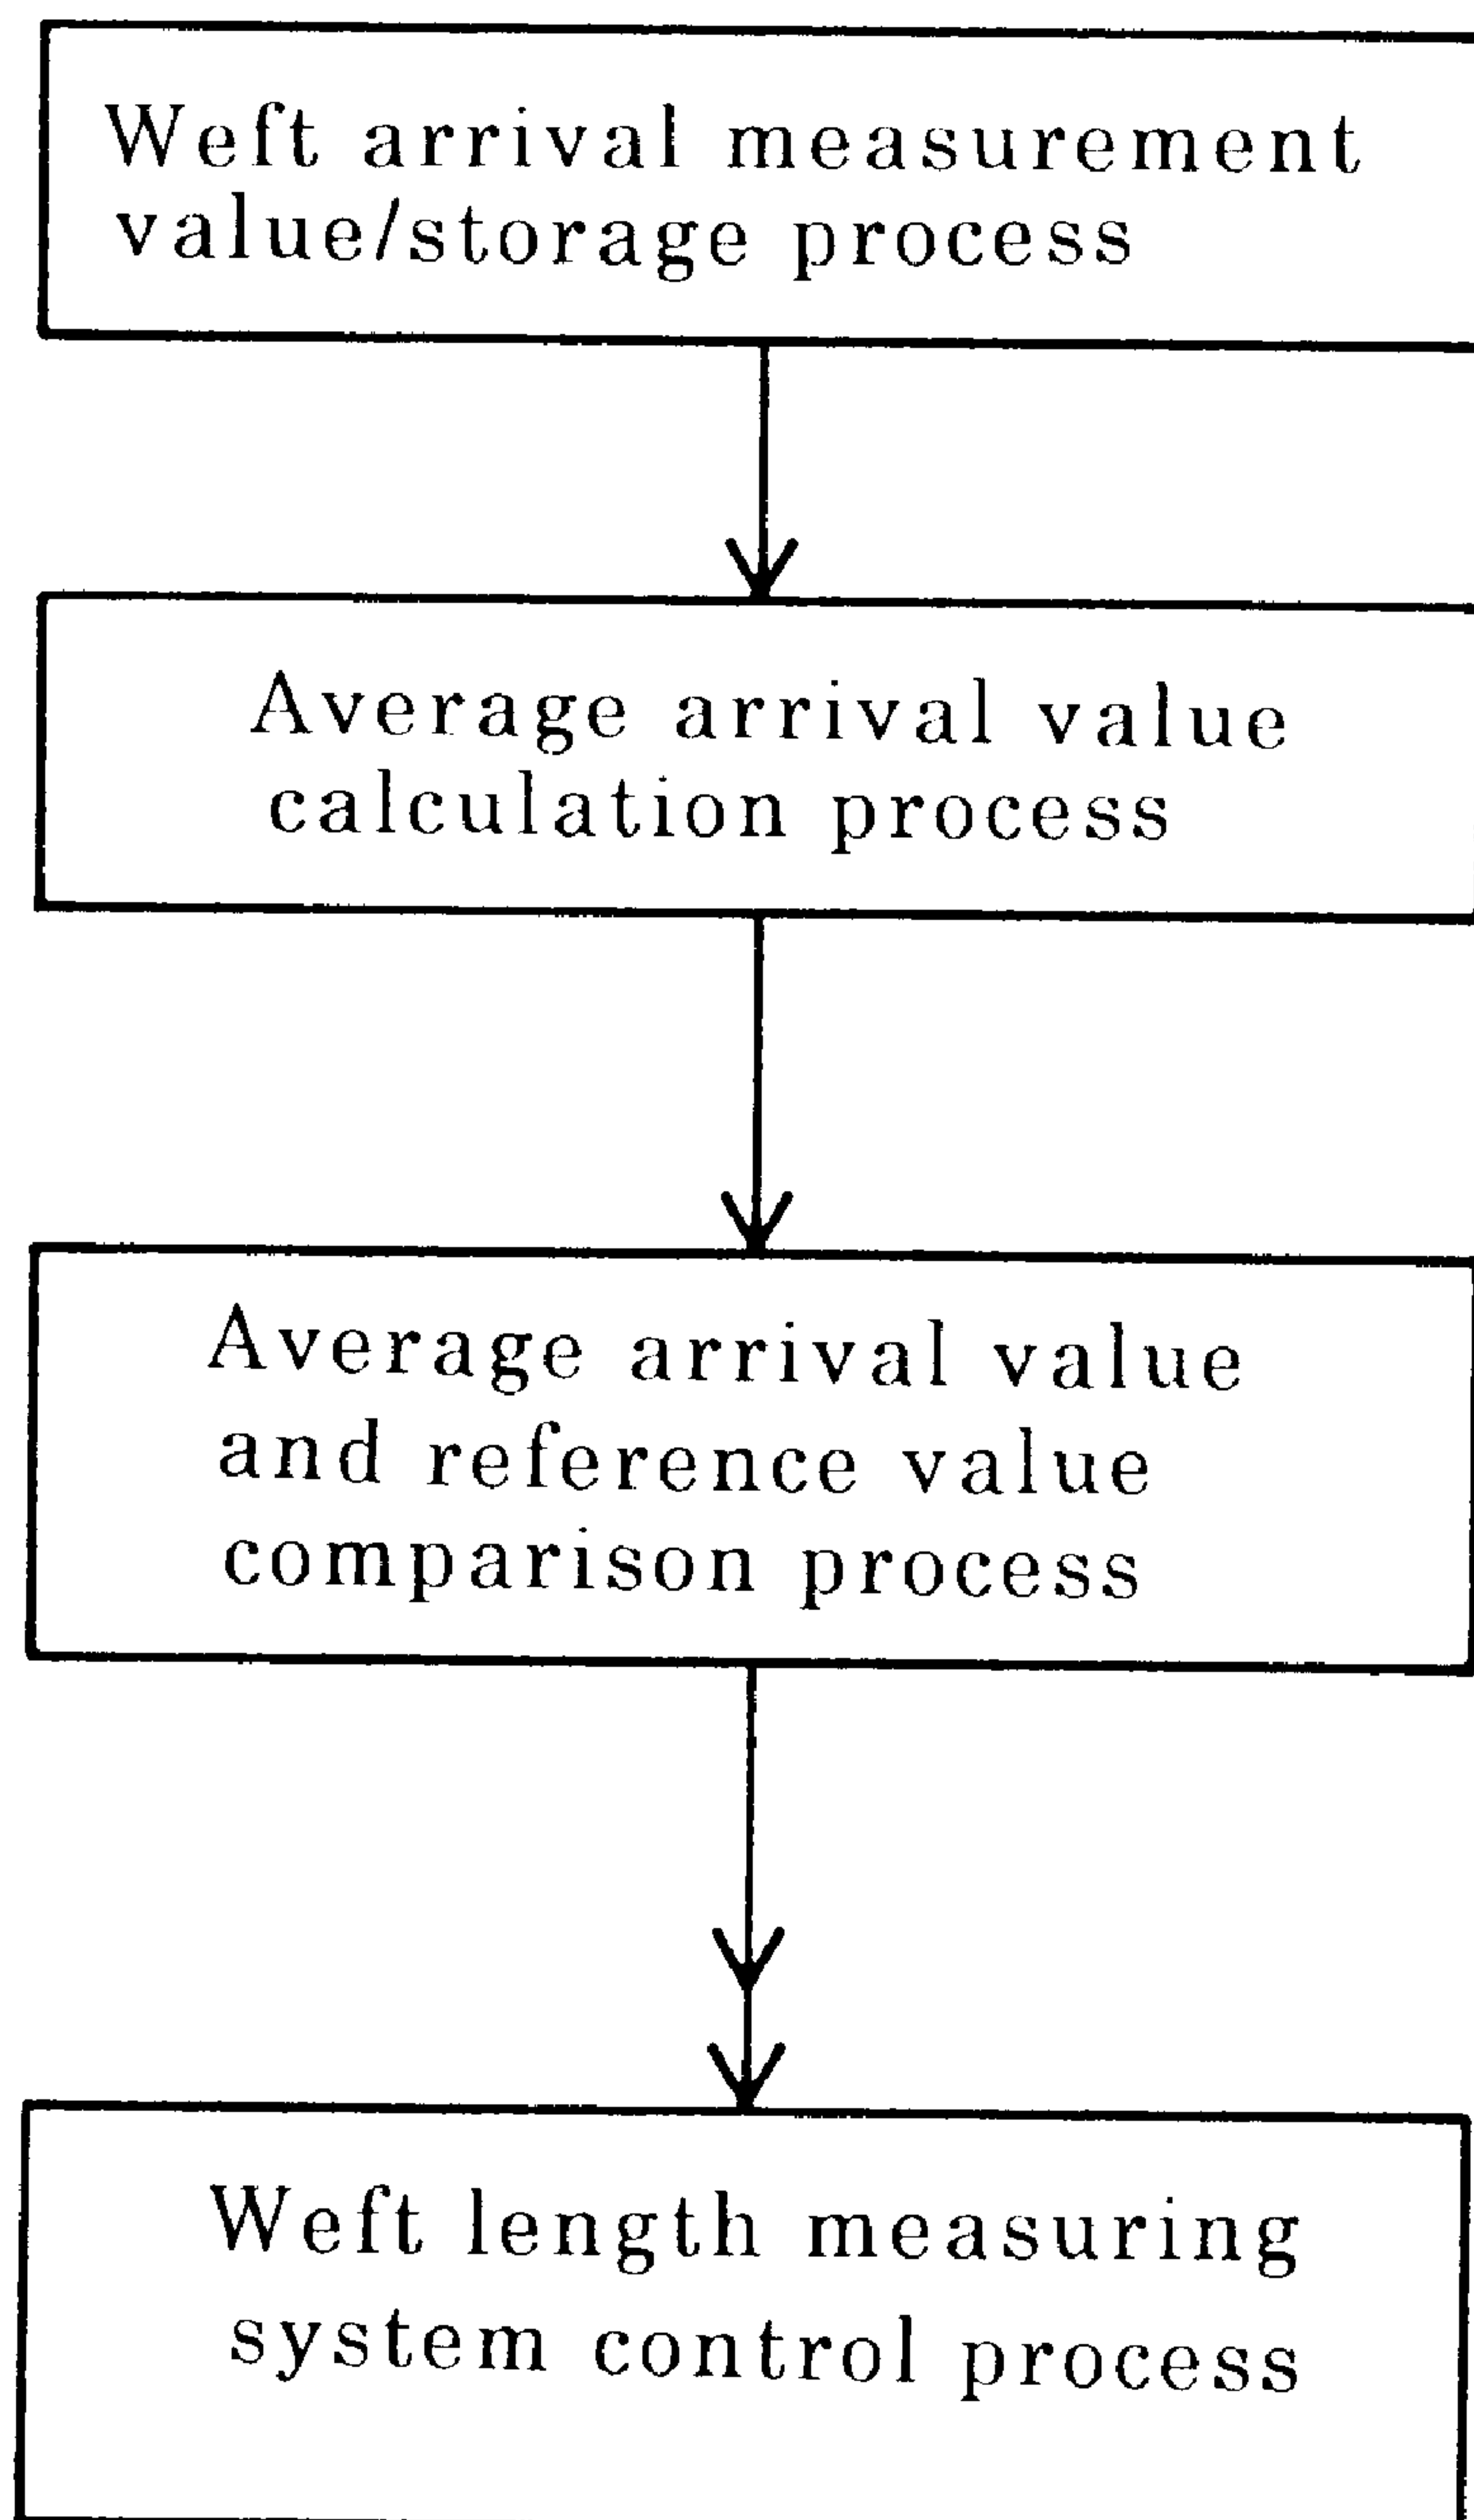 Weft arrival measurement
value/storage process
Average arrival value
calculation process
Average arrival value
and reference value
comparison process
Weft length measuring
system control process